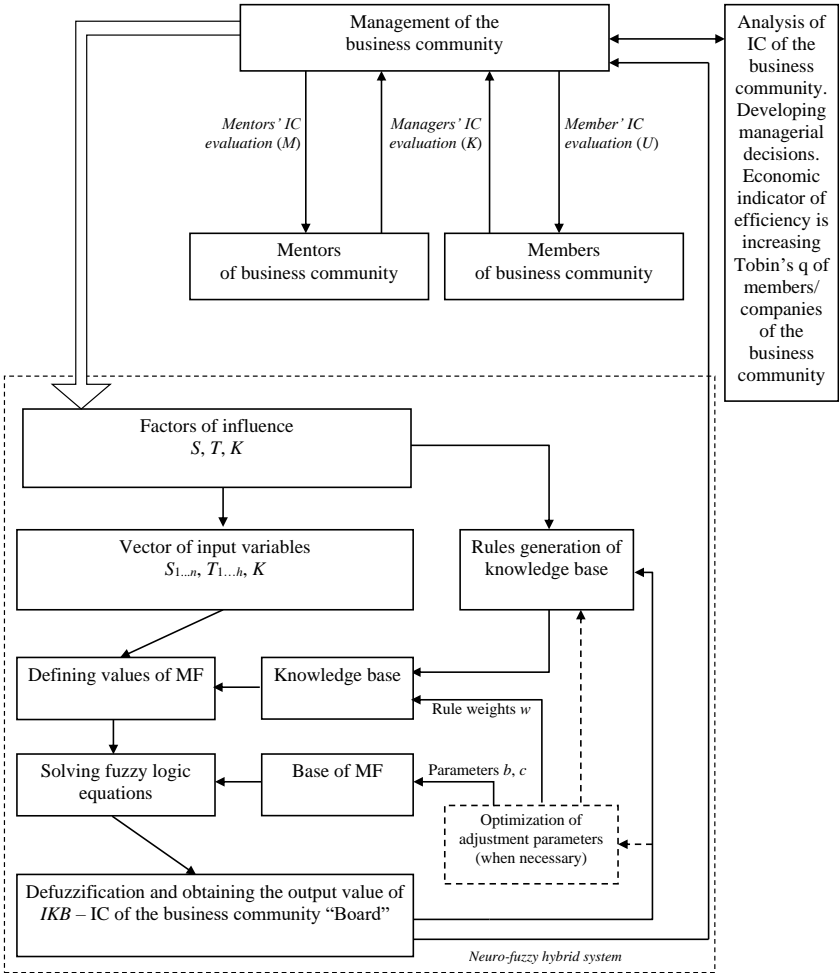 Management of the
business community
Analysis of
IC of the
business
community.
Developing
managerial
decisions.
Economic
indicator of
efficiency is
increasing
Tobin’s q of
members/
companies
of the
business
community
Mentors’ IC
evaluation (M)
Managers’ IC
evaluation (K)
Member’ IC
evaluation (U)
Mentors
of business community
Members
of business community
Factors of influence
S, T, K
Vector of input variables
S1...n, T1…h, K
Rules generation of
knowledge base
Defining values of MF
Knowledge base
Rule weights w
Solving fuzzy logic
equations
Base of MF
Parameters b, c
Optimization of
adjustment parameters
(when necessary)
Defuzzification and obtaining the output value of
IKB – IC of the business community “Board”
Neuro-fuzzy hybrid system